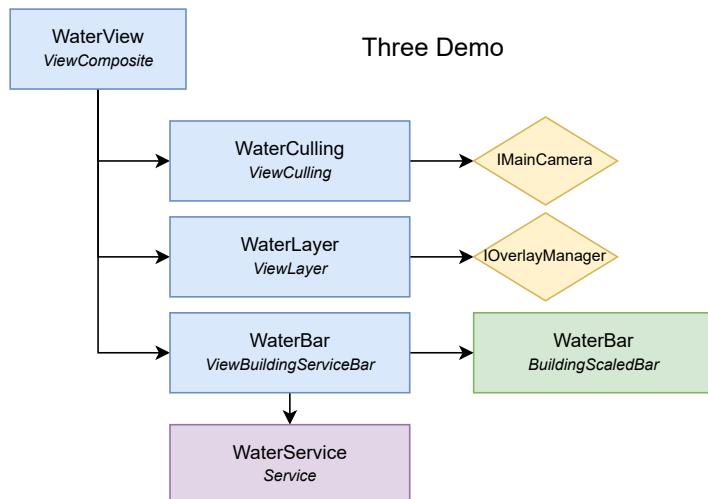 WaterView
ViewComposite
Three Demo
WaterCulling
ViewCulling
IMainCamera
WaterLayer
ViewLayer
IOverlayManager
WaterBar
ViewBuildingServiceBar
WaterBar
BuildingScaledBar
WaterService
Service